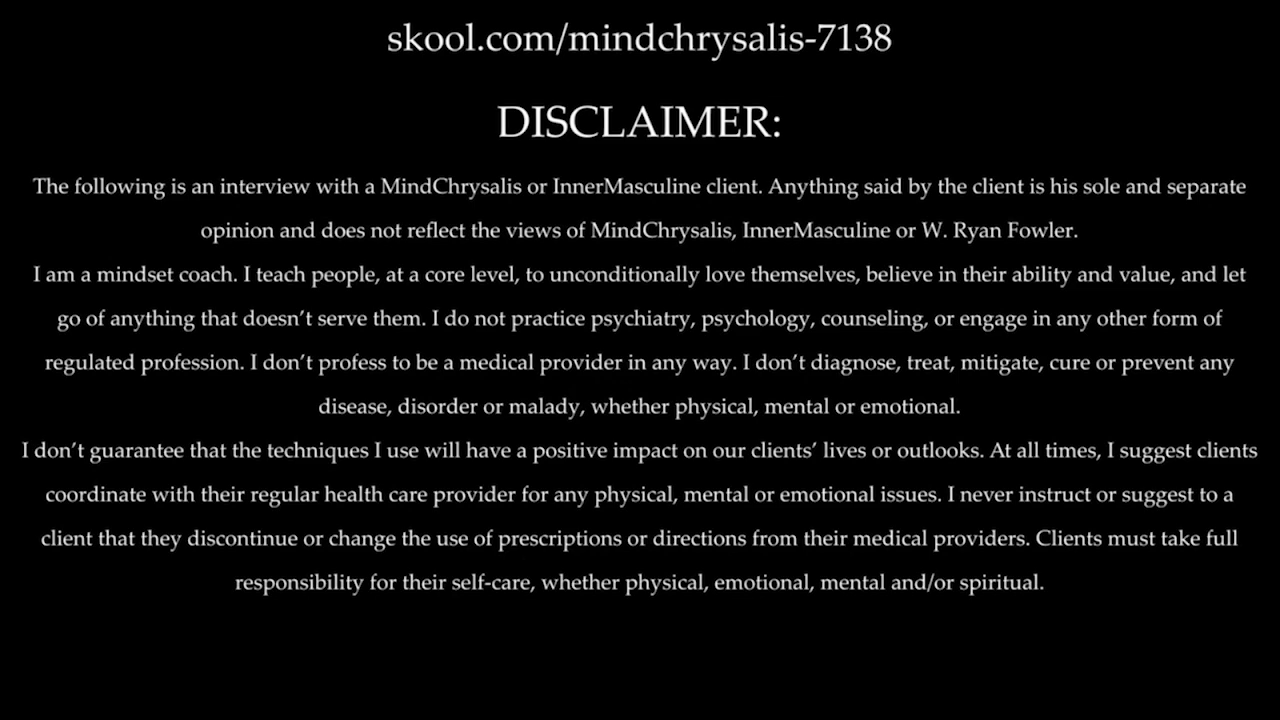 skool.com/mindchrysalis-7138
DISCLAIMER:
The following is an interview with a MindChrysalis or InnerMasculine client. Anything said by the client is his sole and separate
opinion and does not reflect the views of MindChrysalis, InnerMasculine or W. Ryan Fowler.
I am a mindset coach. I teach people, at a core level, to unconditionally love themselves, believe in their ability and value, and let
go of anything that doesn’t serve them. I do not practice psychiatry, psychology, counseling, or engage in any other form of
regulated profession. I don’t profess to be a medical provider in any way. I don’t diagnose, treat, mitigate, cure or prevent any
disease, disorder or malady, whether physical, mental or emotional.
I don’t guarantee that the techniques I use will have a positive impact on our clients’ lives or outlooks. At all times, I suggest clients
coordinate with their regular health care provider for any physical, mental or emotional issues. I never instruct or suggest to a
client that they discontinue or change the use of prescriptions or directions from their medical providers. Clients must take full
responsibility for their self-care, whether physical, emotional, mental and/or spiritual.